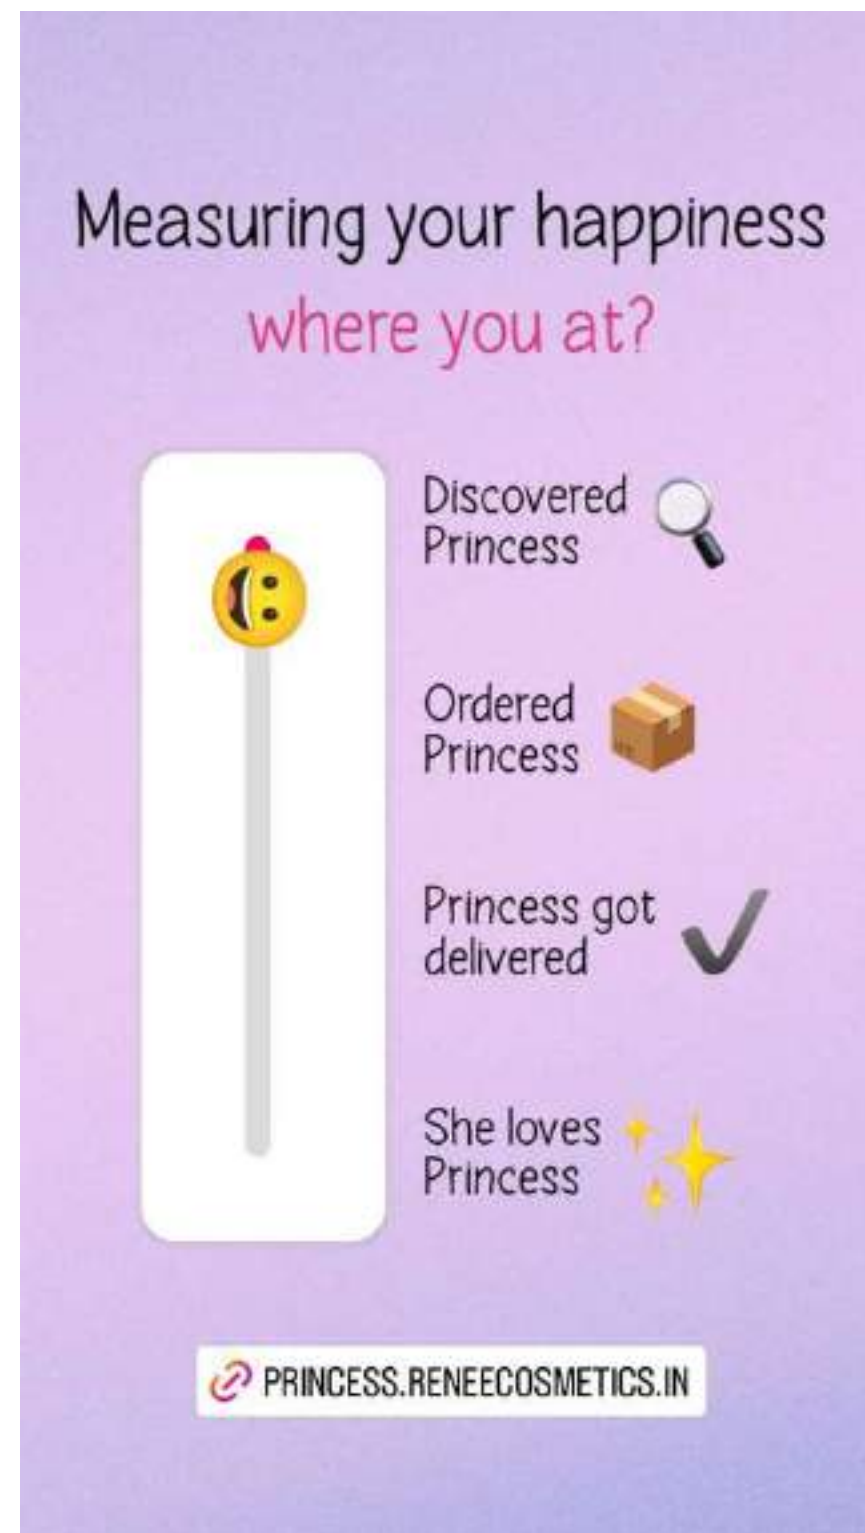 Measuring your happiness
where you at?
Discovered
Princess
Ordered
Princess
Princess got
delivered
She loves
Princess
PRINCESS.RENEECOSMETICS.IN